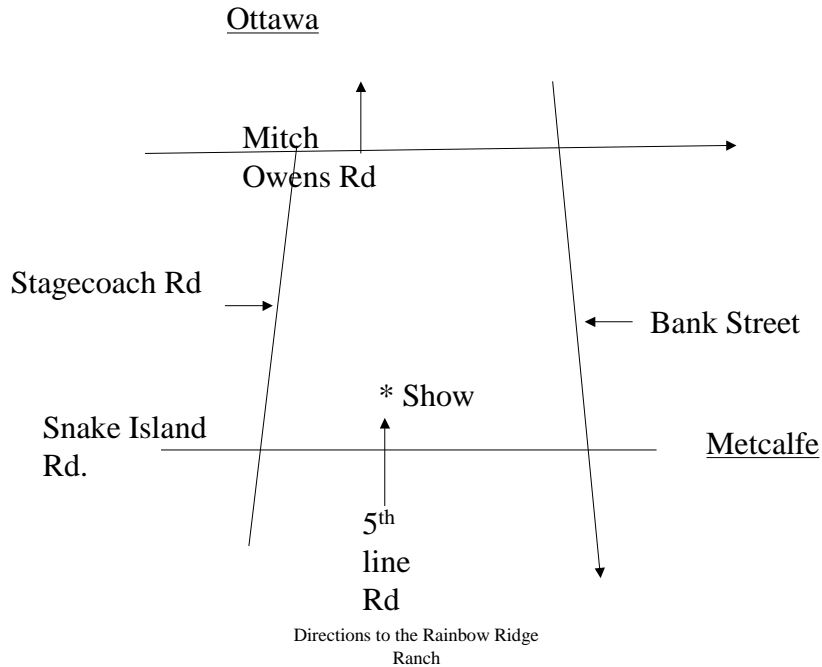 Ottawa
Mitch
Owens Rd
Stagecoach Rd
Bank Street
* Show
Snake Island
Rd.
Metcalfe
5th
line
Rd
Directions to the Rainbow Ridge
Ranch